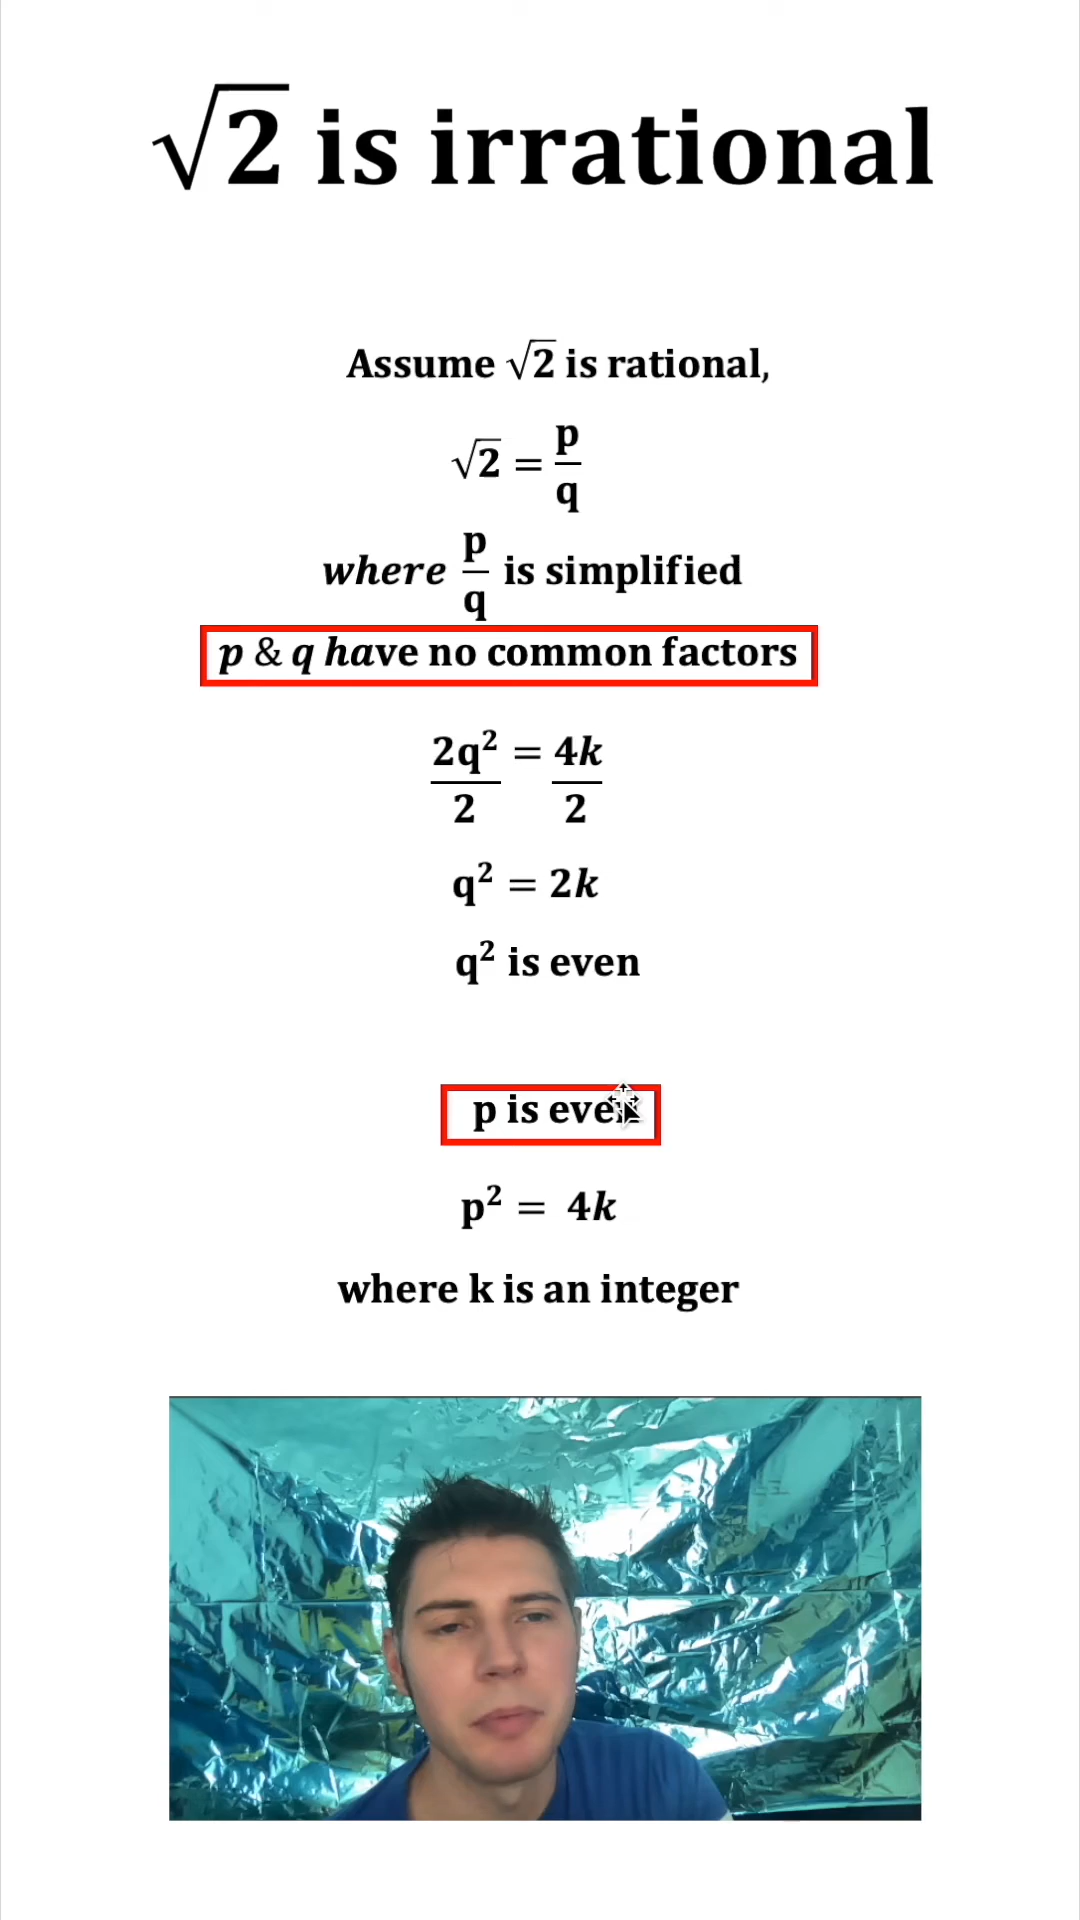 √2 is irrational
Assume √2 is rational,
√2 = p/q
where p/q is simplified
p & q have no common factors
2q²/2 = 4k/2
q² = 2k
q² is even
p is even
p² = 4k
where k is an integer